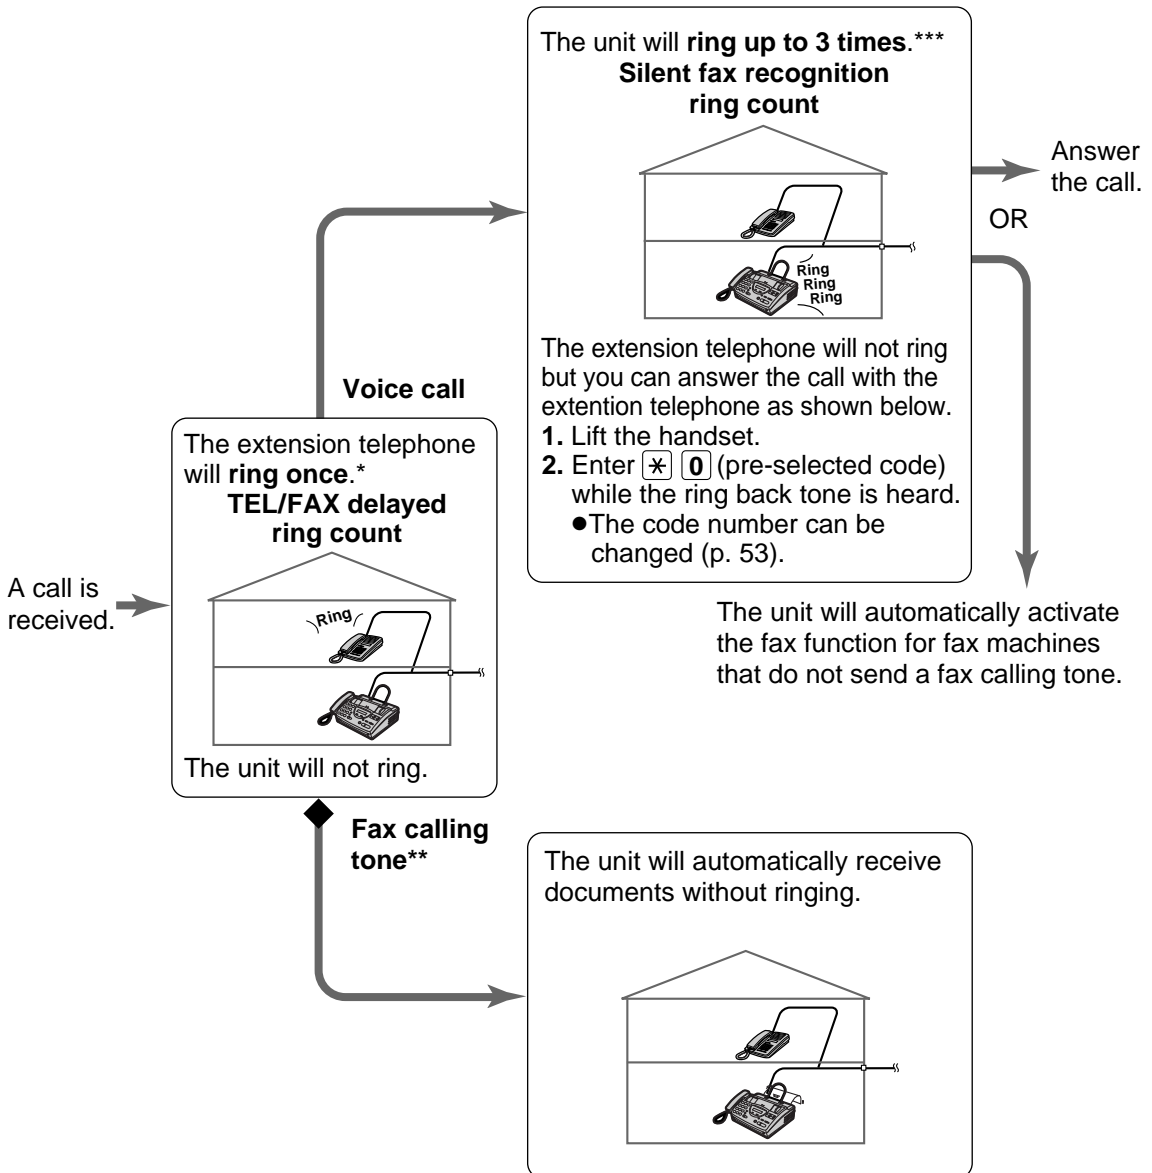 The unit will ring up to 3 times.***
Silent fax recognition
ring count
Ring
Ring
Ring
The extension telephone will not ring
but you can answer the call with the
extention telephone as shown below.
1. Lift the handset.
2. Enter * 0 (pre-selected code)
while the ring back tone is heard.
●The code number can be
changed (p. 53).
Answer
the call.
OR
The unit will automatically activate
the fax function for fax machines
that do not send a fax calling tone.
Voice call
A call is
received.
The extension telephone
will ring once.*
TEL/FAX delayed
ring count
Ring
The unit will not ring.
Fax calling
tone**
The unit will automatically receive
documents without ringing.